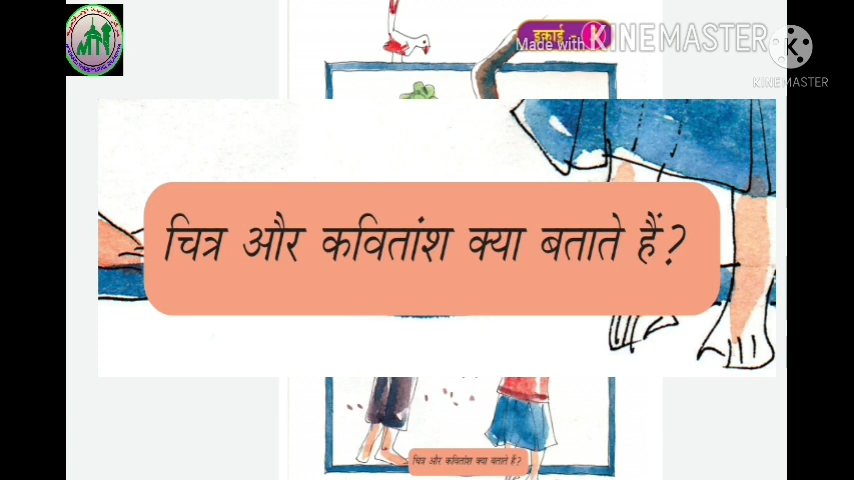 इकाई -
Made with KINEMASTER
KINEMASTER
चित्र और कवितांश क्या बताते हैं?
चित्र और कवितांश क्या बताते हैं?